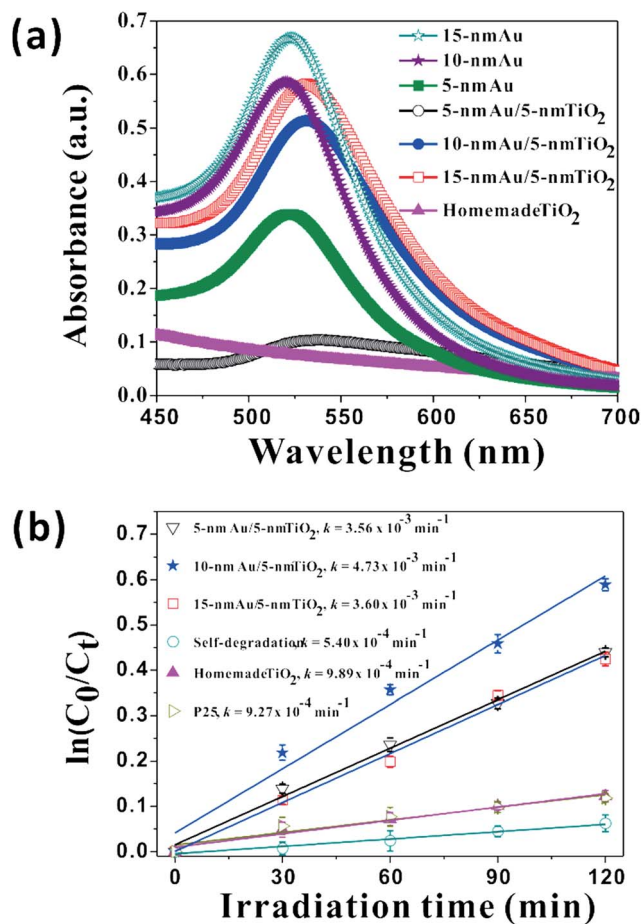 (a)
Absorbance (a.u.)
0.7
0.6
0.5
0.4
0.3
0.2
0.1
0.0
15-nmAu
10-nmAu
5-nmAu
5-nmAu/5-nmTiO₂
10-nmAu/5-nmTiO₂
15-nmAu/5-nmTiO₂
HomemadeTiO₂
450 500 550 600 650 700
Wavelength (nm)
(b)
ln(C₀/Cₜ)
0.6
0.5
0.4
0.3
0.2
0.1
0.0
5-nm Au/5-nmTiO₂, k = 3.56 x 10⁻³ min⁻¹
10-nm Au/5-nmTiO₂, k = 4.73 x 10⁻³ min⁻¹
15-nmAu/5-nmTiO₂, k = 3.60 x 10⁻³ min⁻¹
Self-degradation, k = 5.40 x 10⁻⁴ min⁻¹
HomemadeTiO₂, k = 9.89 x 10⁻⁴ min⁻¹
P25, k = 9.27 x 10⁻⁴ min⁻¹
0 30 60 90 120
Irradiation time (min)